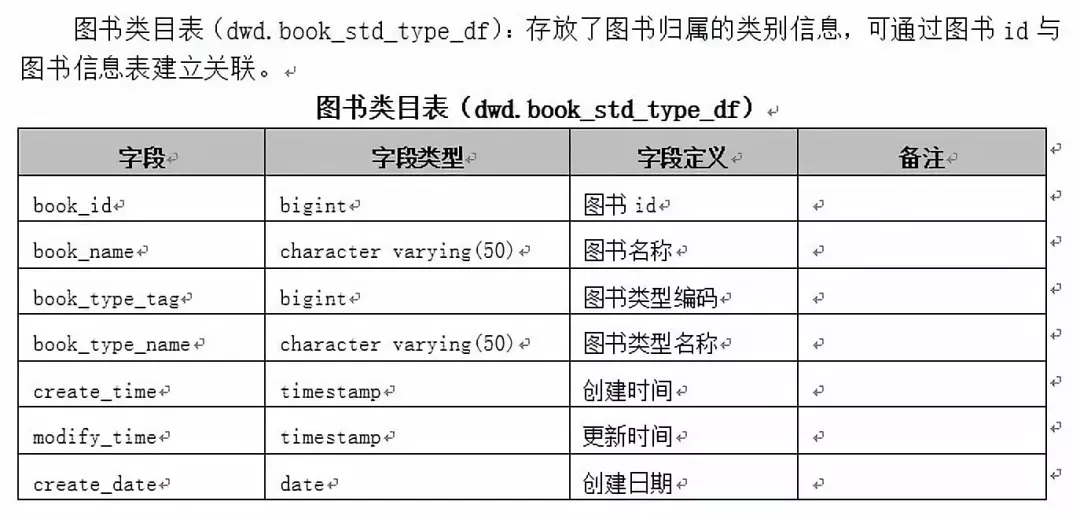 图书类目表（dwd.book_std_type_df）：存放了图书归属的类别信息，可通过图书 id 与
图书信息表建立关联。
图书类目表（dwd.book_std_type_df）
字段 字段类型 字段定义 备注
book_id bigint 图书 id
book_name character varying(50) 图书名称
book_type_tag bigint 图书类型编码
book_type_name character varying(50) 图书类型名称
create_time timestamp 创建时间
modify_time timestamp 更新时间
create_date date 创建日期